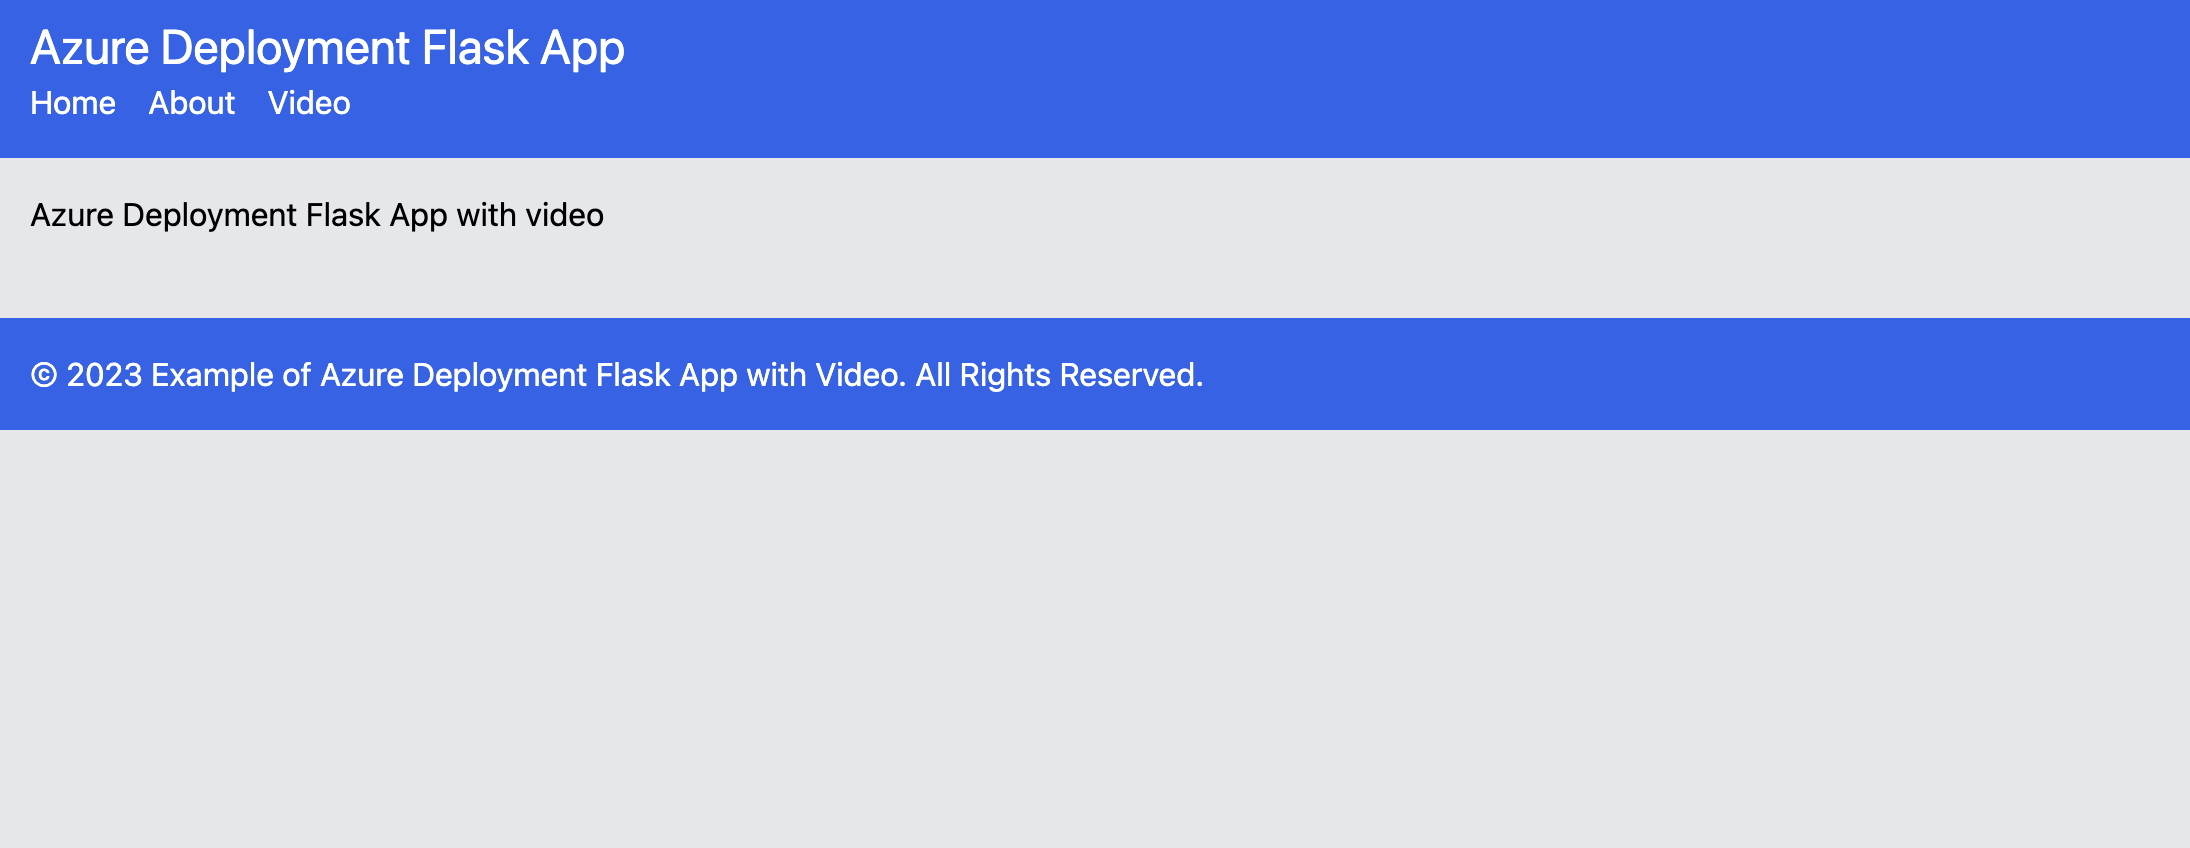 Azure Deployment Flask App
Home About Video
Azure Deployment Flask App with video
© 2023 Example of Azure Deployment Flask App with Video. All Rights Reserved.